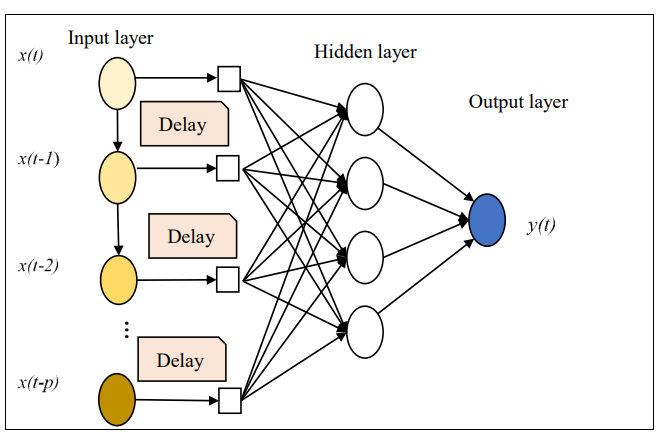 Input layer
x(t)
Hidden layer
Output layer
Delay
x(t-1)
y(t)
Delay
x(t-2)
...
Delay
x(t-p)